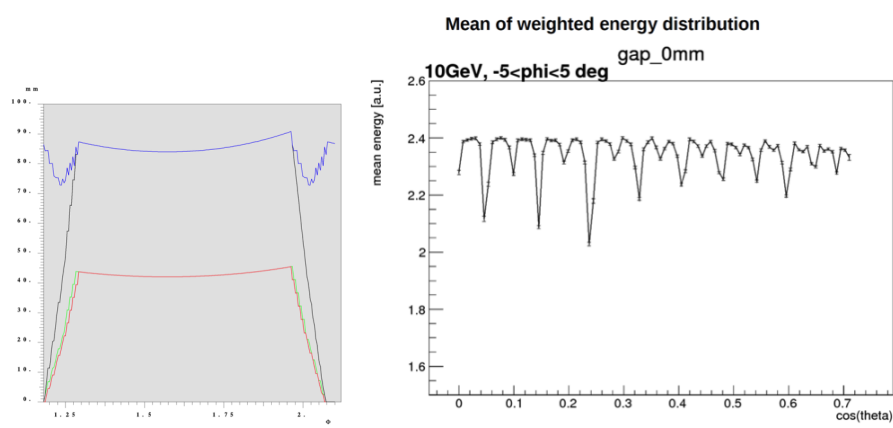 Mean of weighted energy distribution
gap_0mm
10GeV, -5<phi<5 deg
mean energy [a.u.]
2.6
2.4
2.2
2
1.8
1.6
0 0.1 0.2 0.3 0.4 0.5 0.6 0.7
cos(theta)
mm
100.
90.
80.
70.
60.
50.
40.
30.
20.
10.
0.
1.25 1.5 1.75 2.
Φ